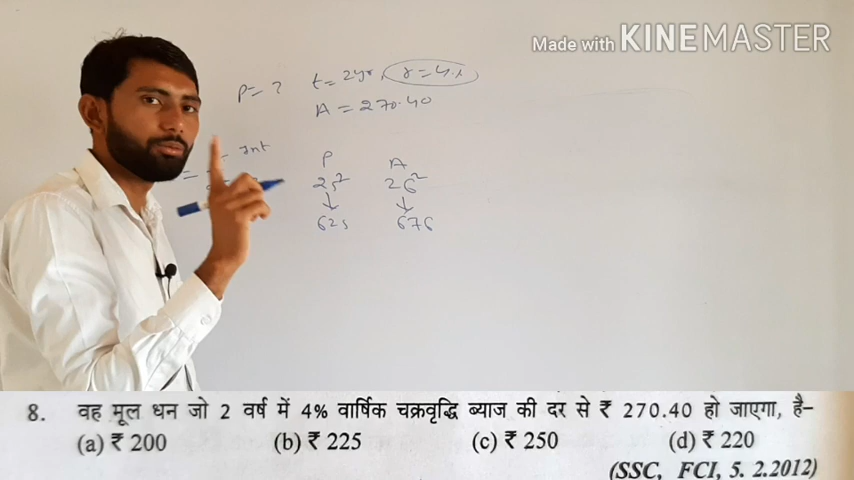 Made with KINEMASTER
P = ? t = 2yr, r = 4%
A = 270.40
= Int
P A
25² 26²
↓ ↓
625 676
8. वह मूल धन जो 2 वर्ष में 4% वार्षिक चक्रवृद्धि ब्याज की दर से ₹ 270.40 हो जाएगा, है–
(a) ₹ 200 (b) ₹ 225 (c) ₹ 250 (d) ₹ 220
(SSC, FCI, 5. 2.2012)